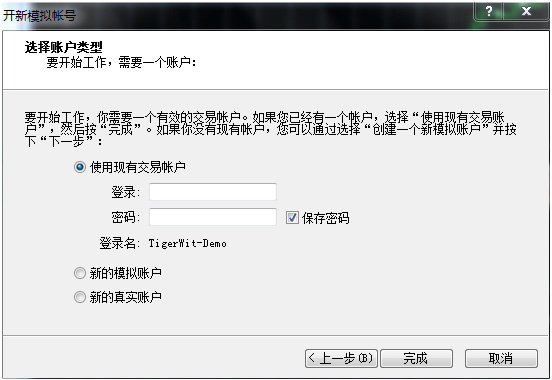 开新模拟帐号
?
选择账户类型
要开始工作，需要一个账户：
要开始工作，你需要一个有效的交易帐户。如果您已经有一个帐户，选择“使用现有交易账
户”，然后按“完成”。如果你没有现有帐户，您可以通过选择“创建一个新模拟账户”并按
下“下一步”：
使用现有交易帐户
登录:
密码: 保存密码
登录名: TigerWit-Demo
新的模拟账户
新的真实账户
< 上一步(B) 完成 取消